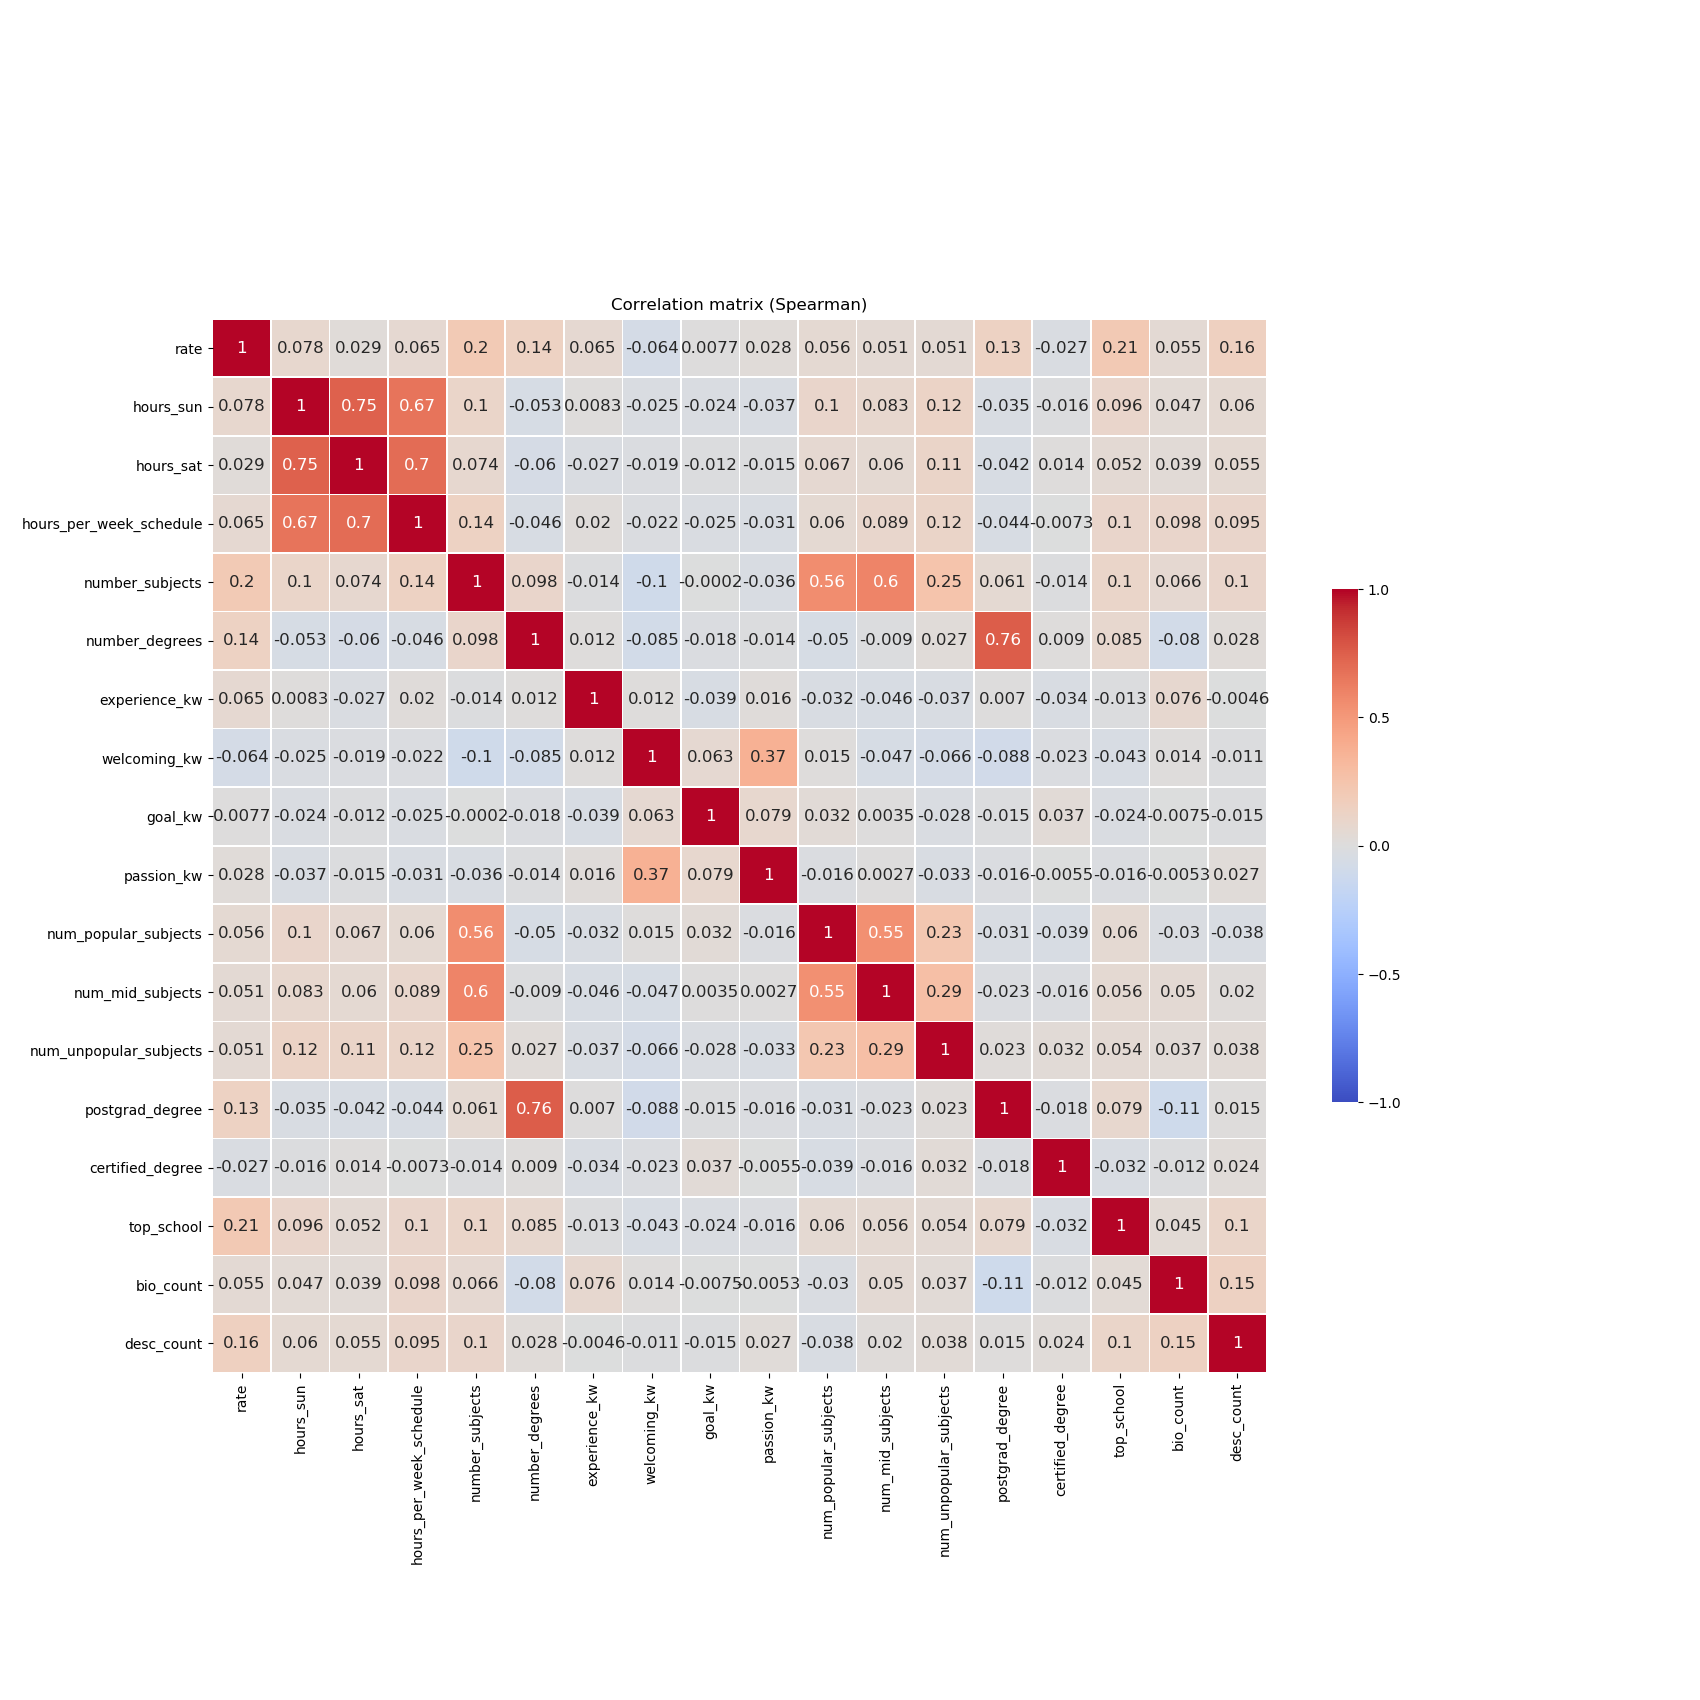 Correlation matrix (Spearman)
rate 1 0.078 0.029 0.065 0.2 0.14 0.065 -0.064 0.0077 0.028 0.056 0.051 0.051 0.13 -0.027 0.21 0.055 0.16
hours_sun 0.078 1 0.75 0.67 0.1 -0.053 0.0083 -0.025 -0.024 -0.037 0.1 0.083 0.12 -0.035 -0.016 0.096 0.047 0.06
hours_sat 0.029 0.75 1 0.7 0.074 -0.06 -0.027 -0.019 -0.012 -0.015 0.067 0.06 0.11 -0.042 0.014 0.052 0.039 0.055
hours_per_week_schedule 0.065 0.67 0.7 1 0.14 -0.046 0.02 -0.022 -0.025 -0.031 0.06 0.089 0.12 -0.044 -0.0073 0.1 0.098 0.095
number_subjects 0.2 0.1 0.074 0.14 1 0.098 -0.014 -0.1 -0.0002 -0.036 0.56 0.6 0.25 0.061 -0.014 0.1 0.066 0.1
number_degrees 0.14 -0.053 -0.06 -0.046 0.098 1 0.012 -0.085 -0.018 -0.014 -0.05 -0.009 0.027 0.76 0.009 0.085 -0.08 0.028
experience_kw 0.065 0.0083 -0.027 0.02 -0.014 0.012 1 0.012 -0.039 0.016 -0.032 -0.046 -0.037 0.007 -0.034 -0.013 0.076 -0.0046
welcoming_kw -0.064 -0.025 -0.019 -0.022 -0.1 -0.085 0.012 1 0.063 0.37 0.015 -0.047 -0.066 -0.088 -0.023 -0.043 0.014 -0.011
goal_kw 0.0077 -0.024 -0.012 -0.025 -0.0002 -0.018 -0.039 0.063 1 0.079 0.032 0.0035 -0.028 -0.015 0.037 -0.024 -0.0075 -0.015
passion_kw 0.028 -0.037 -0.015 -0.031 -0.036 -0.014 0.016 0.37 0.079 1 -0.016 0.0027 -0.033 -0.016 -0.0055 -0.016 -0.0053 0.027
num_popular_subjects 0.056 0.1 0.067 0.06 0.56 -0.05 -0.032 0.015 0.032 -0.016 1 0.55 0.23 -0.031 -0.039 0.06 -0.03 -0.038
num_mid_subjects 0.051 0.083 0.06 0.089 0.6 -0.009 -0.046 -0.047 0.0035 0.0027 0.55 1 0.29 -0.023 -0.016 0.056 0.05 0.02
num_unpopular_subjects 0.051 0.12 0.11 0.12 0.25 0.027 -0.037 -0.066 -0.028 -0.033 0.23 0.29 1 0.023 0.032 0.054 0.037 0.038
postgrad_degree 0.13 -0.035 -0.042 -0.044 0.061 0.76 0.007 -0.088 -0.015 -0.016 -0.031 -0.023 0.023 1 -0.018 0.079 -0.11 0.015
certified_degree -0.027 -0.016 0.014 -0.0073 -0.014 0.009 -0.034 -0.023 0.037 -0.0055 -0.039 -0.016 0.032 -0.018 1 -0.032 -0.012 0.024
top_school 0.21 0.096 0.052 0.1 0.1 0.085 -0.013 -0.043 -0.024 -0.016 0.06 0.056 0.054 0.079 -0.032 1 0.045 0.1
bio_count 0.055 0.047 0.039 0.098 0.066 -0.08 0.076 0.014 -0.0075 -0.0053 -0.03 0.05 0.037 -0.11 -0.012 0.045 1 0.15
desc_count 0.16 0.06 0.055 0.095 0.1 0.028 -0.0046 -0.011 -0.015 0.027 -0.038 0.02 0.038 0.015 0.024 0.1 0.15 1
rate hours_sun hours_sat hours_per_week_schedule number_subjects number_degrees experience_kw welcoming_kw goal_kw passion_kw num_popular_subjects num_mid_subjects num_unpopular_subjects postgrad_degree certified_degree top_school bio_count desc_count
1.0
0.5
0.0
−0.5
−1.0